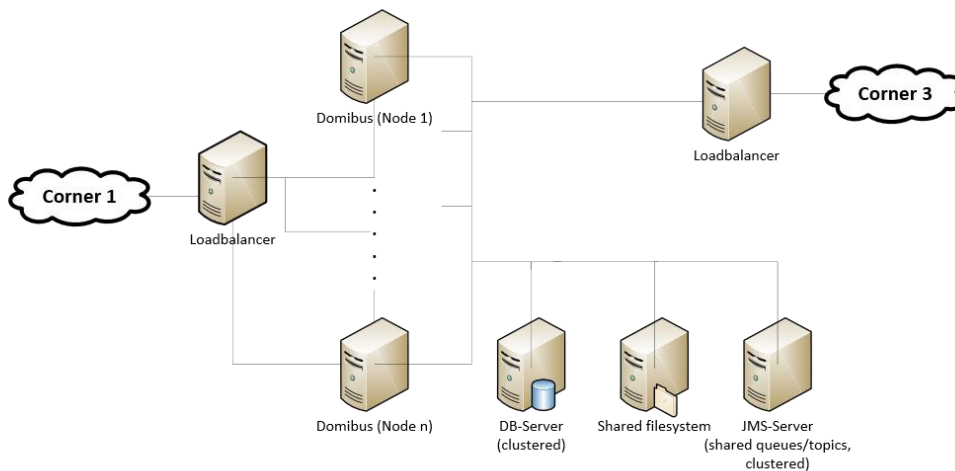 Domibus (Node 1)
Corner 3
Loadbalancer
Corner 1
Loadbalancer
Domibus (Node n)
DB-Server
(clustered)
Shared filesystem
JMS-Server
(shared queues/topics,
clustered)